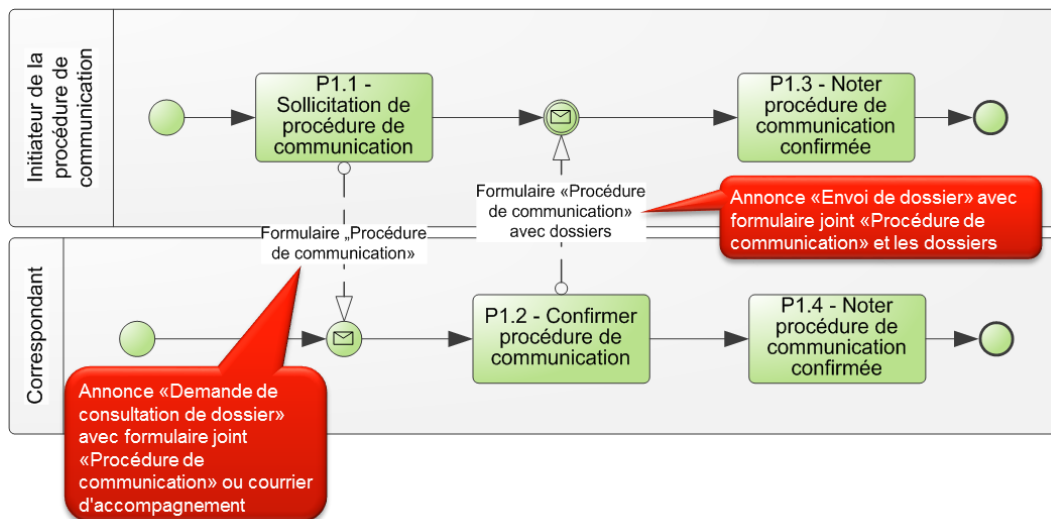 Initiateur de la
procédure de
communication
P1.1 -
Sollicitation de
procédure de
communication
P1.3 - Noter
procédure de
communication
confirmée
Formulaire «Procédure
de communication»
avec dossiers
Annonce «Envoi de dossier» avec
formulaire joint «Procédure de
communication» et les dossiers
Formulaire „Procédure
de communication»
Correspondant
P1.2 - Confirmer
procédure de
communication
P1.4 - Noter
procédure de
communication
confirmée
Annonce «Demande de
consultation de dossier»
avec formulaire joint
«Procédure de
communication» ou courrier
d'accompagnement